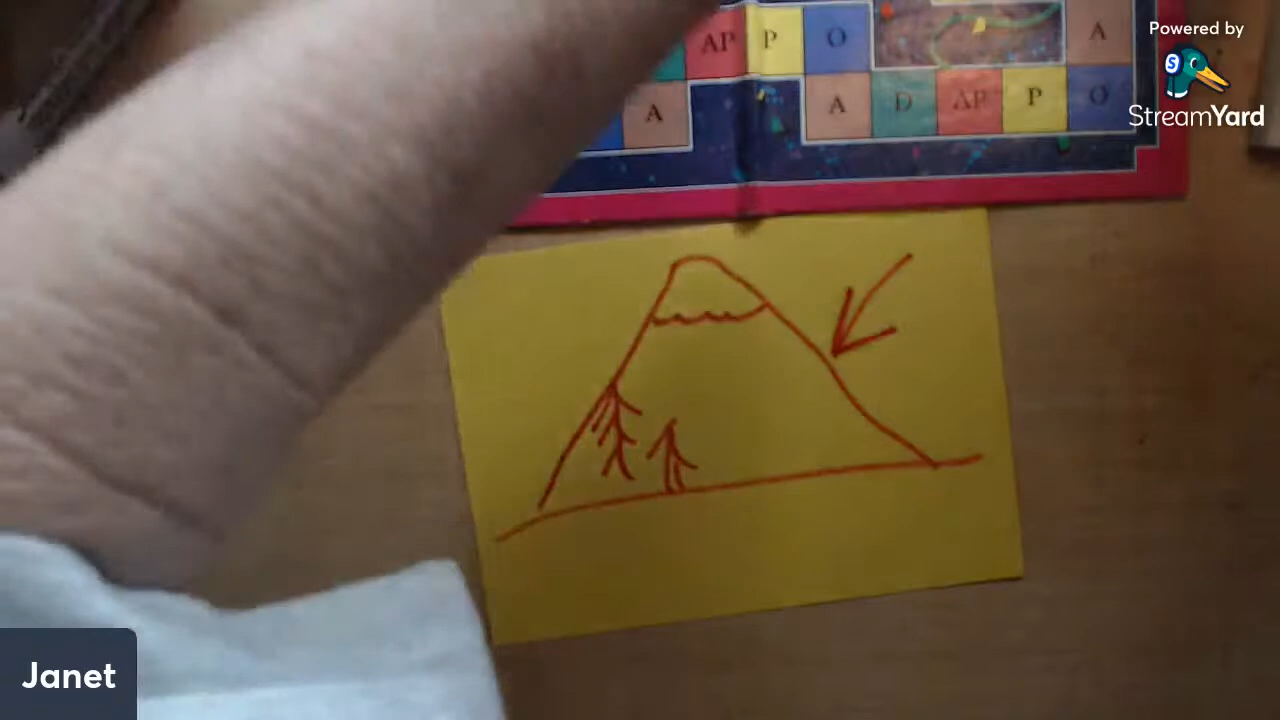 AP P O A
A A D AP P O
Powered by
StreamYard
Janet